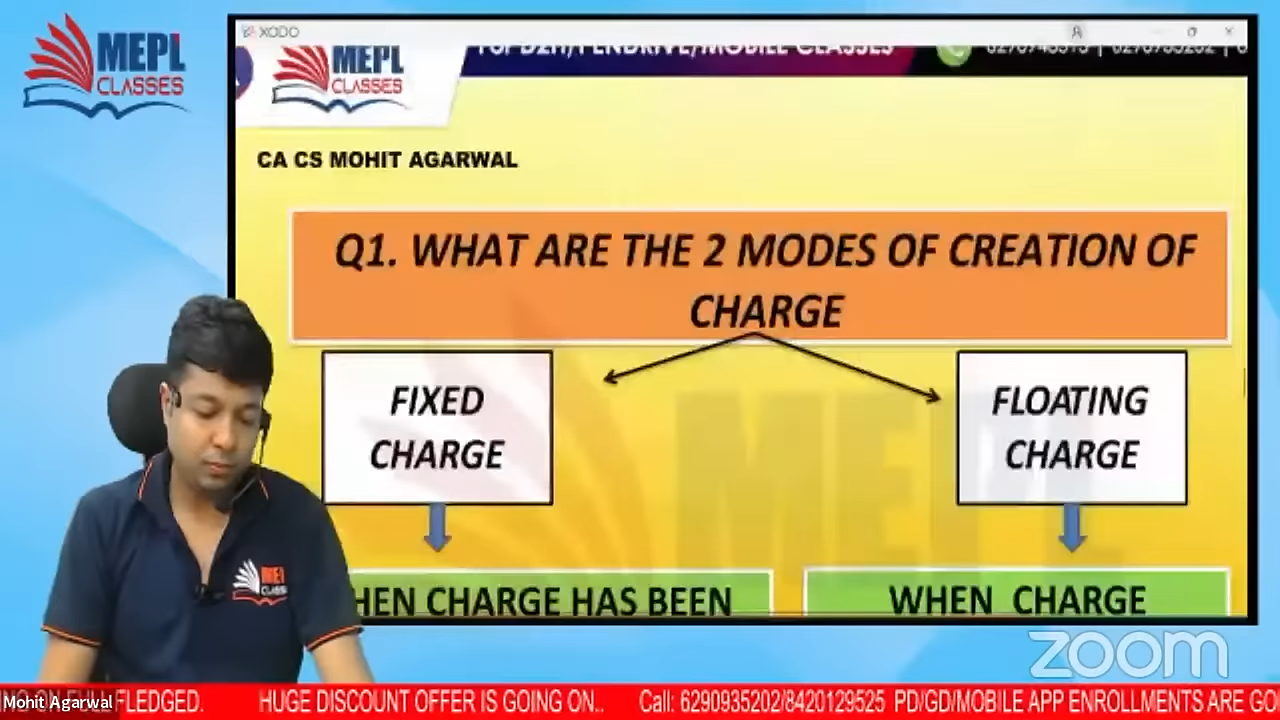 MEPL
CLASSES
XODO
MEPL
CLASSES
CA CS MOHIT AGARWAL
Q1. WHAT ARE THE 2 MODES OF CREATION OF
CHARGE
FIXED
CHARGE
FLOATING
CHARGE
CHARGE HAS BEEN
WHEN CHARGE
MEPL
zoom
Mohit Agarwal
FLEDGED. HUGE DISCOUNT OFFER IS GOING ON.. Call: 6290935202/8420129525 PD/GD/MOBILE APP ENROLLMENTS ARE